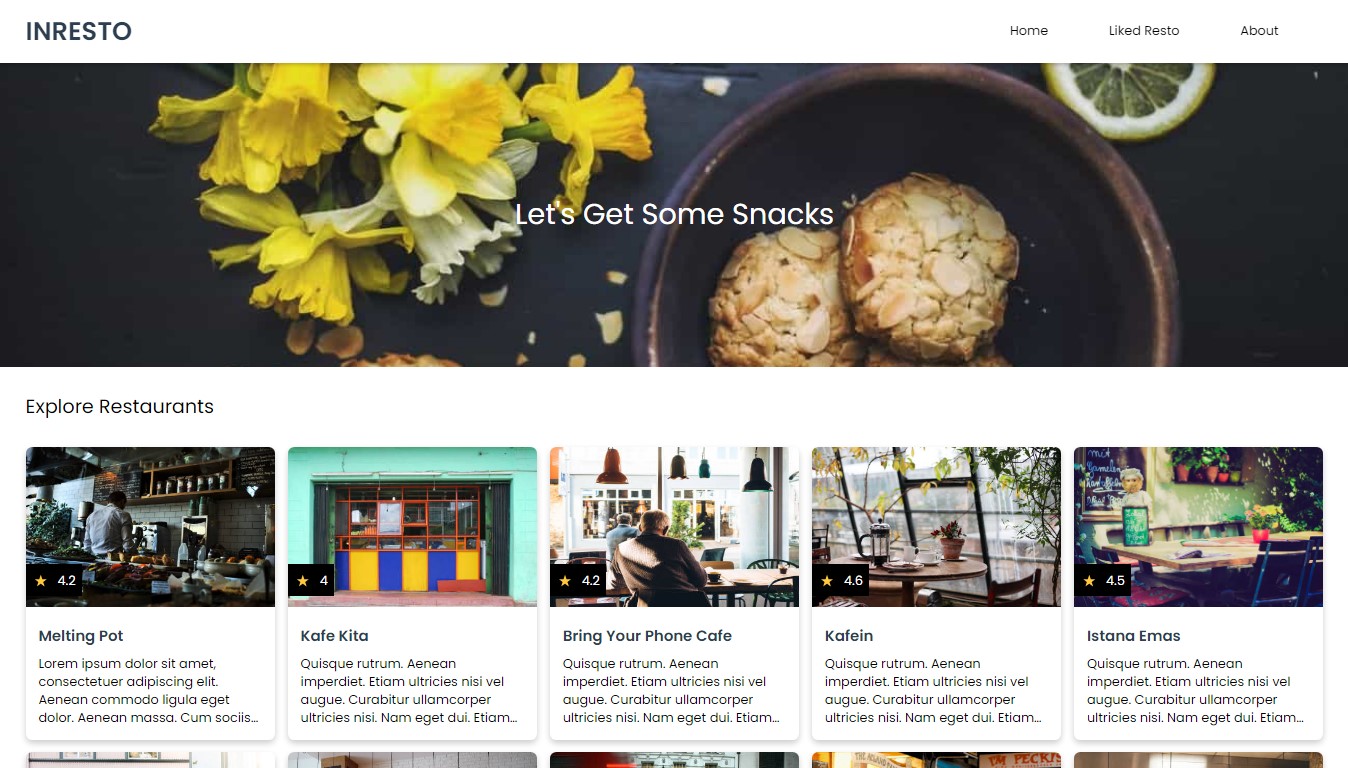 INRESTO
Home
Liked Resto
About
Let's Get Some Snacks
Explore Restaurants
4.2
4
4.2
4.6
4.5
Melting Pot
Lorem ipsum dolor sit amet,
consectetuer adipiscing elit.
Aenean commodo ligula eget
dolor. Aenean massa. Cum sociis...
Kafe Kita
Quisque rutrum. Aenean
imperdiet. Etiam ultricies nisi vel
augue. Curabitur ullamcorper
ultricies nisi. Nam eget dui. Etiam...
Bring Your Phone Cafe
Quisque rutrum. Aenean
imperdiet. Etiam ultricies nisi vel
augue. Curabitur ullamcorper
ultricies nisi. Nam eget dui. Etiam...
Kafein
Quisque rutrum. Aenean
imperdiet. Etiam ultricies nisi vel
augue. Curabitur ullamcorper
ultricies nisi. Nam eget dui. Etiam...
Istana Emas
Quisque rutrum. Aenean
imperdiet. Etiam ultricies nisi vel
augue. Curabitur ullamcorper
ultricies nisi. Nam eget dui. Etiam...